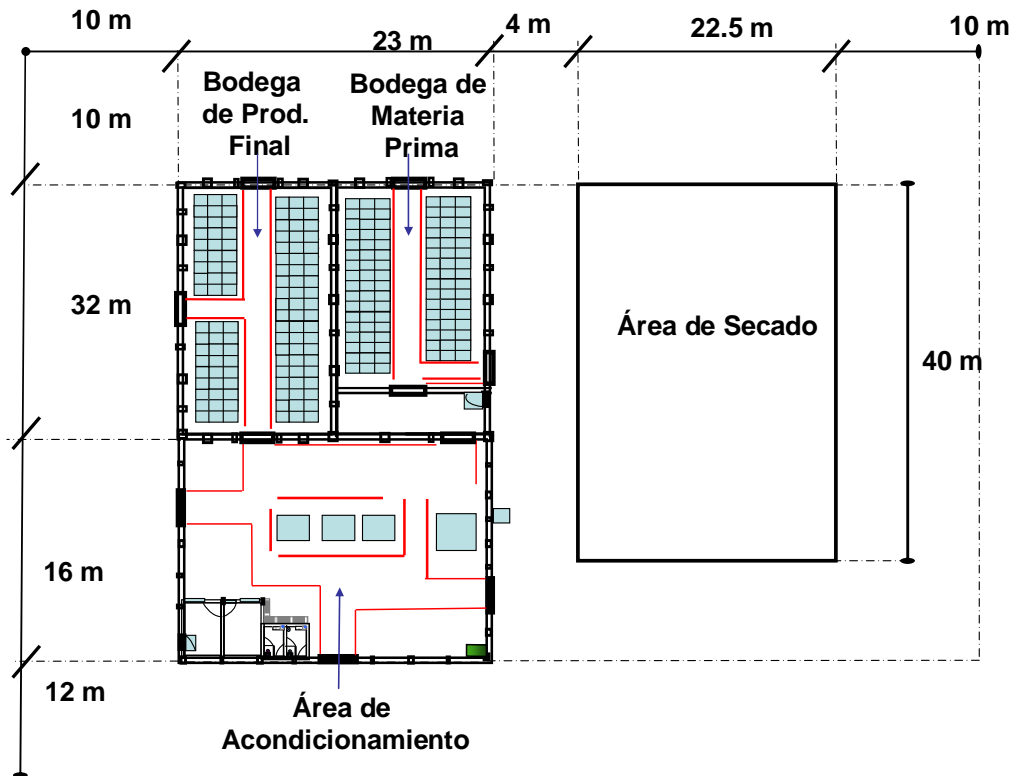 10 m
23 m
4 m
22.5 m
10 m
10 m
Bodega
de Prod.
Final
Bodega de
Materia
Prima
32 m
Área de Secado
40 m
16 m
12 m
Área de
Acondicionamiento